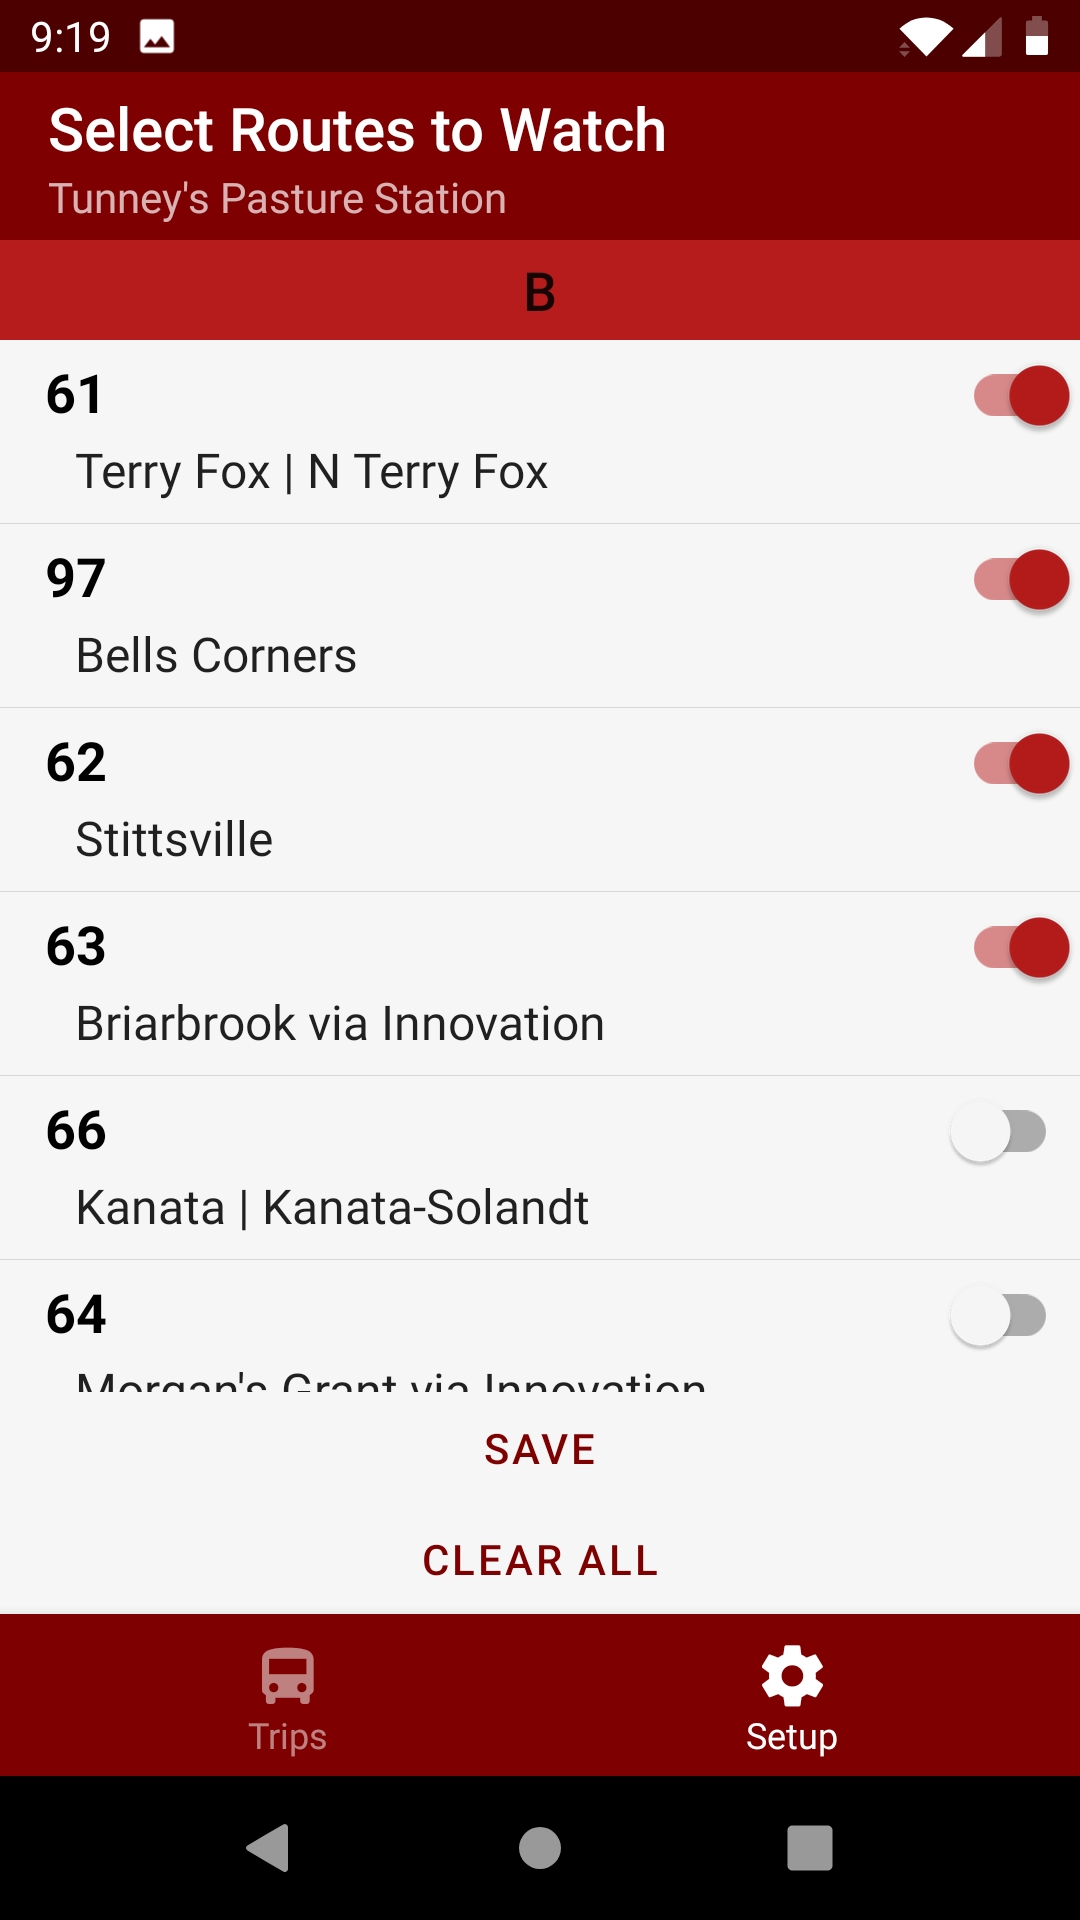 9:19
Select Routes to Watch
Tunney's Pasture Station
B
61
Terry Fox | N Terry Fox
97
Bells Corners
62
Stittsville
63
Briarbrook via Innovation
66
Kanata | Kanata-Solandt
64
Morgan's Grant via Innovation
SAVE
CLEAR ALL
Trips
Setup